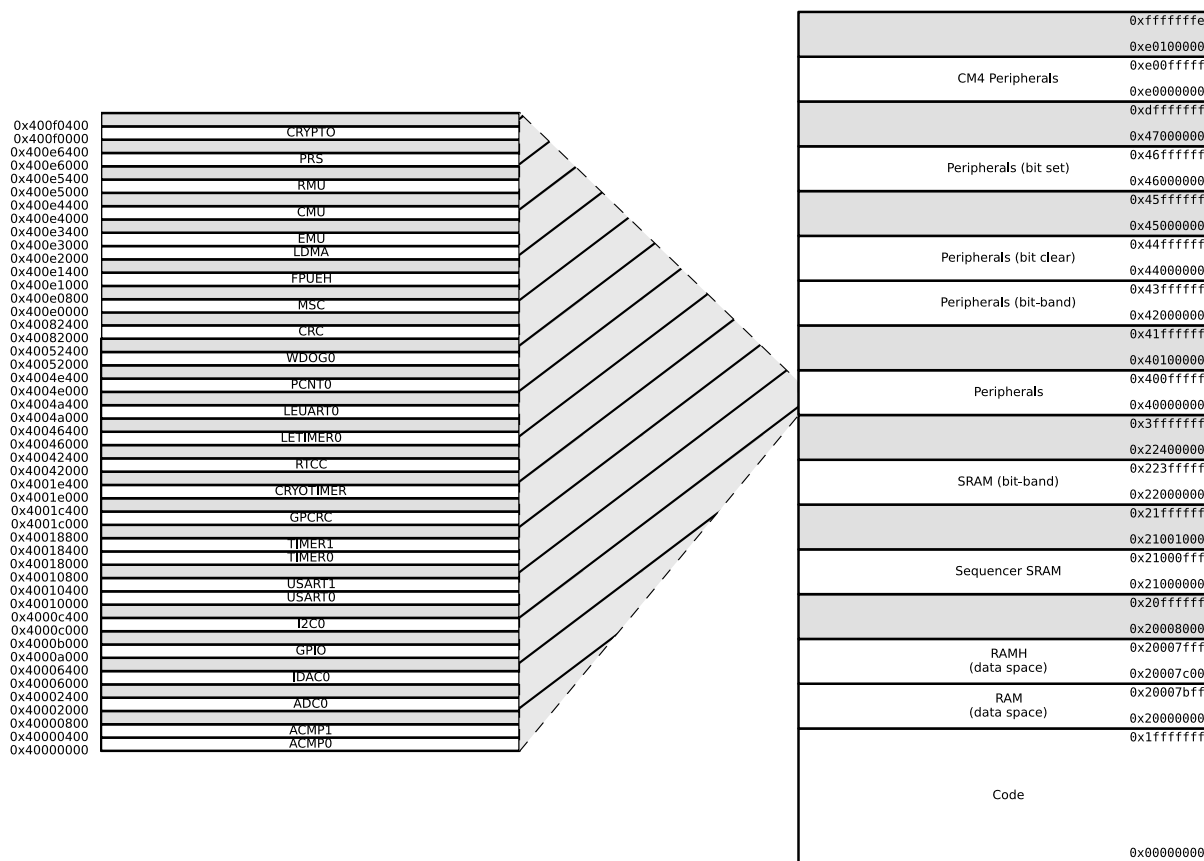 0x400f0400
CRYPTO
0x400f0000
0x400e6400
PRS
0x400e6000
0x400e5400
RMU
0x400e5000
0x400e4400
CMU
0x400e4000
0x400e3400
EMU
0x400e3000
LDMA
0x400e2000
0x400e1400
FPUEH
0x400e1000
0x400e0800
MSC
0x400e0000
0x40082400
CRC
0x40082000
0x40052400
WDOG0
0x40052000
0x4004e400
PCNT0
0x4004e000
0x4004a400
LEUART0
0x4004a000
0x40046400
LETIMER0
0x40046000
0x40042400
RTCC
0x40042000
0x4001e400
CRYOTIMER
0x4001e000
0x4001c400
GPCRC
0x4001c000
0x40018800
TIMER1
0x40018400
TIMER0
0x40018000
0x40010800
USART1
0x40010400
USART0
0x40010000
0x4000c400
I2C0
0x4000c000
0x4000b000
GPIO
0x4000a000
0x40006400
IDAC0
0x40006000
0x40002400
ADC0
0x40002000
0x40000800
ACMP1
0x40000400
ACMP0
0x40000000
0xfffffffe
0xe0100000
0xe00fffff
CM4 Peripherals
0xe0000000
0xdfffffff
0x47000000
0x46ffffff
Peripherals (bit set)
0x46000000
0x45ffffff
0x45000000
0x44ffffff
Peripherals (bit clear)
0x44000000
0x43ffffff
Peripherals (bit-band)
0x42000000
0x41ffffff
0x40100000
0x400fffff
Peripherals
0x40000000
0x3fffffff
0x22400000
0x223fffff
SRAM (bit-band)
0x22000000
0x21ffffff
0x21001000
0x21000fff
Sequencer SRAM
0x21000000
0x20ffffff
0x20008000
0x20007fff
RAMH
(data space)
0x20007c00
0x20007bff
RAM
(data space)
0x20000000
0x1fffffff
Code
0x00000000